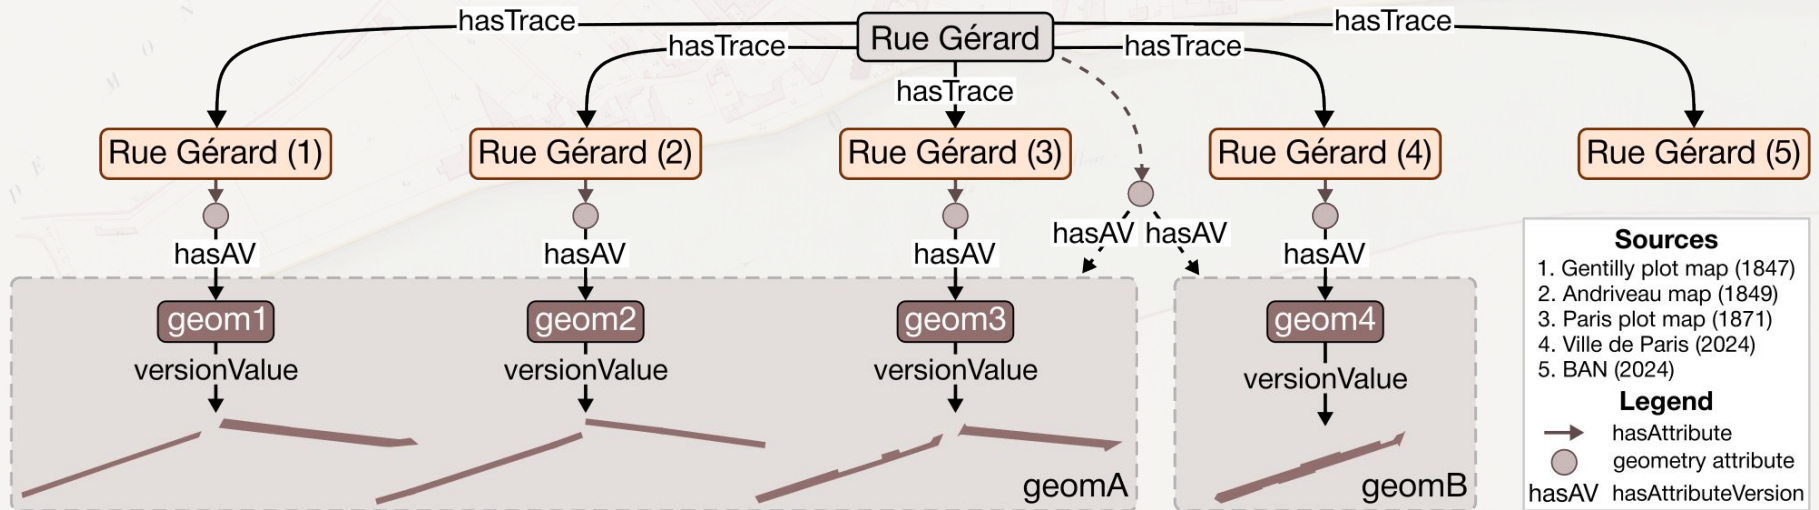 hasTrace
hasTrace
Rue Gérard
hasTrace
hasTrace
hasTrace
Rue Gérard (1)
Rue Gérard (2)
Rue Gérard (3)
Rue Gérard (4)
Rue Gérard (5)
hasAV
hasAV
hasAV
hasAV
hasAV
hasAV
geom1
geom2
geom3
geom4
versionValue
versionValue
versionValue
versionValue
geomA
geomB
Sources
1. Gentilly plot map (1847)
2. Andriveau map (1849)
3. Paris plot map (1871)
4. Ville de Paris (2024)
5. BAN (2024)
Legend
hasAttribute
geometry attribute
hasAV hasAttributeVersion